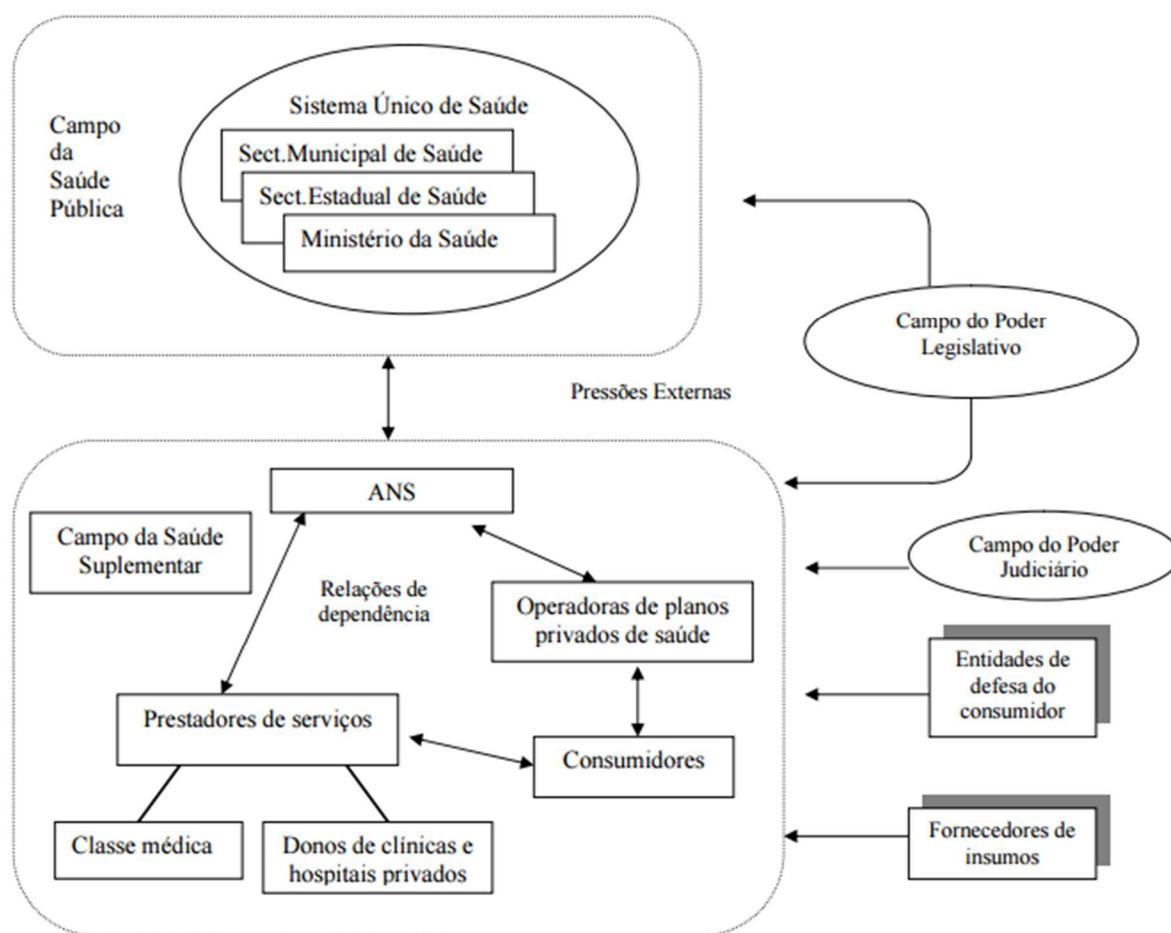 Campo
da
Saúde
Pública
Sistema Único de Saúde
Sect.Municipal de Saúde
Sect.Estadual de Saúde
Ministério da Saúde
Campo do Poder
Legislativo
Pressões Externas
ANS
Campo da Saúde
Suplementar
Relações de
dependência
Operadoras de planos
privados de saúde
Campo do Poder
Judiciário
Prestadores de serviços
Consumidores
Entidades de
defesa do
consumidor
Classe médica
Donos de clínicas e
hospitais privados
Fornecedores de
insumos